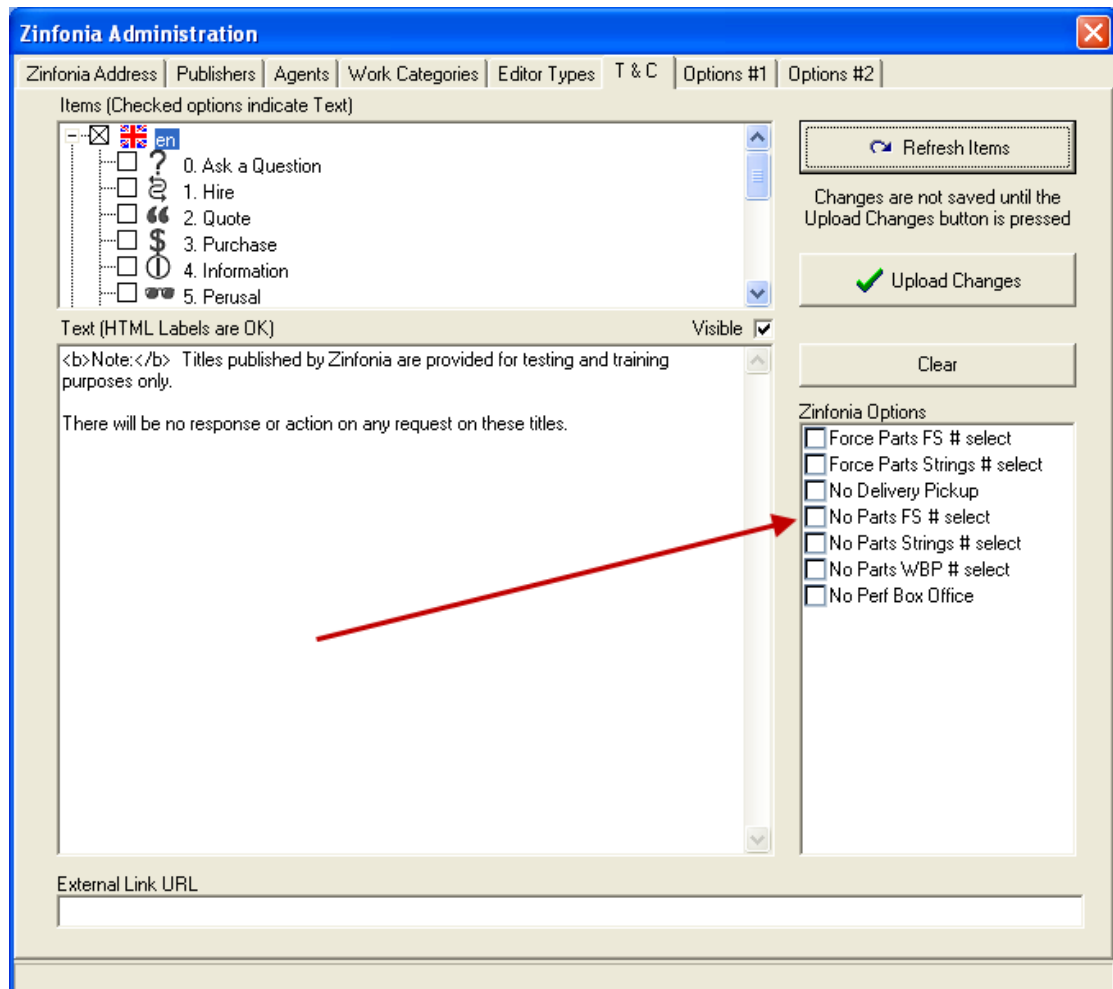 Zinfonia Administration
Zinfonia Address Publishers Agents Work Categories Editor Types T & C Options #1 Options #2
Items (Checked options indicate Text)
en
0. Ask a Question
1. Hire
2. Quote
3. Purchase
4. Information
5. Perusal
Refresh Items
Changes are not saved until the
Upload Changes button is pressed
Upload Changes
Text (HTML Labels are OK)
Visible
<b>Note:</b>  Titles published by Zinfonia are provided for testing and training
purposes only.
There will be no response or action on any request on these titles.
Clear
Zinfonia Options
Force Parts FS # select
Force Parts Strings # select
No Delivery Pickup
No Parts FS # select
No Parts Strings # select
No Parts WBP # select
No Perf Box Office
External Link URL